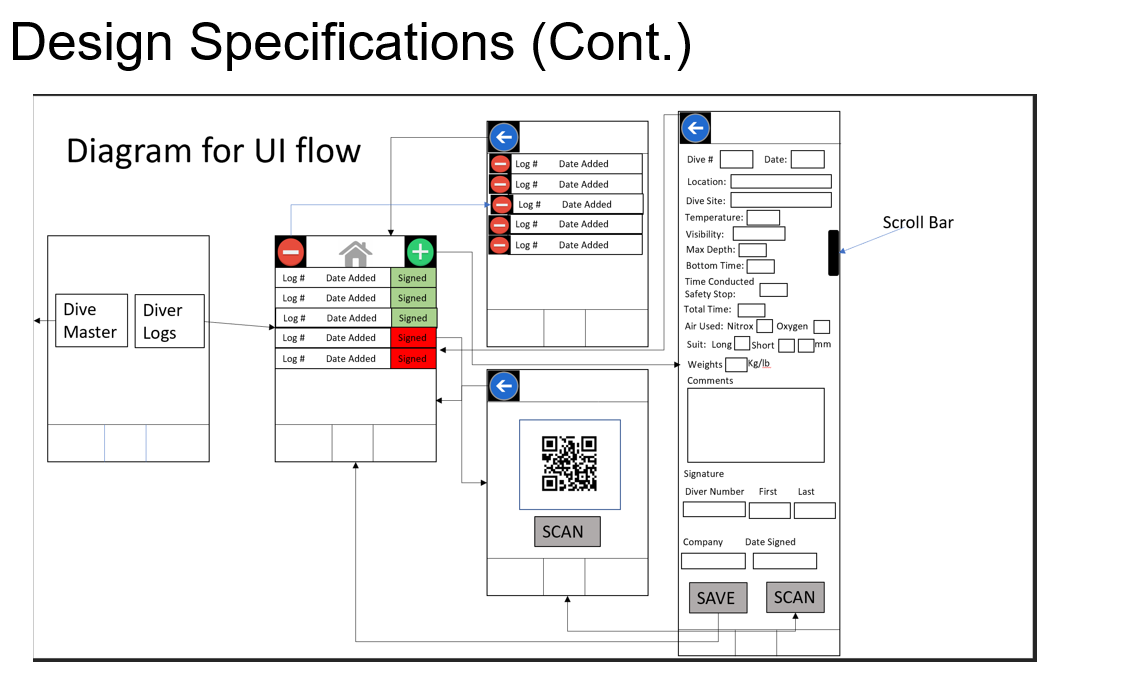 Design Specifications (Cont.)
Diagram for UI flow
Dive
Master
Diver
Logs
Log # Date Added Signed
Log # Date Added Signed
Log # Date Added Signed
Log # Date Added Signed
Log # Date Added Signed
Log # Date Added
Log # Date Added
Log # Date Added
Log # Date Added
Log # Date Added
SCAN
Dive # Date:
Location:
Dive Site:
Temperature:
Visibility:
Max Depth:
Bottom Time:
Time Conducted
Safety Stop:
Total Time:
Air Used: Nitrox Oxygen
Suit: Long Short mm
Weights Kg/lb
Comments
Signature
Diver Number First Last
Company Date Signed
SAVE SCAN
Scroll Bar